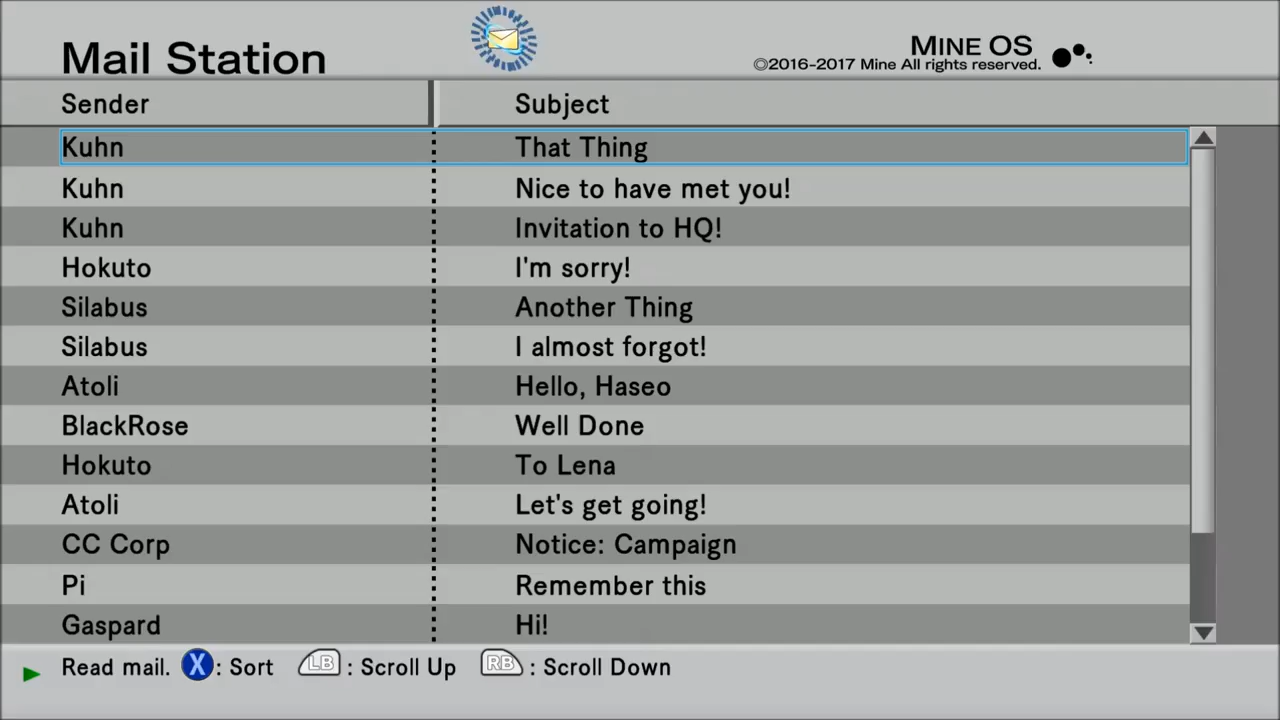 Mail Station
MINE OS
©2016-2017 Mine All rights reserved.
Sender Subject
Kuhn That Thing
Kuhn Nice to have met you!
Kuhn Invitation to HQ!
Hokuto I'm sorry!
Silabus Another Thing
Silabus I almost forgot!
Atoli Hello, Haseo
BlackRose Well Done
Hokuto To Lena
Atoli Let's get going!
CC Corp Notice: Campaign
Pi Remember this
Gaspard Hi!
Read mail. X: Sort LB : Scroll Up RB : Scroll Down